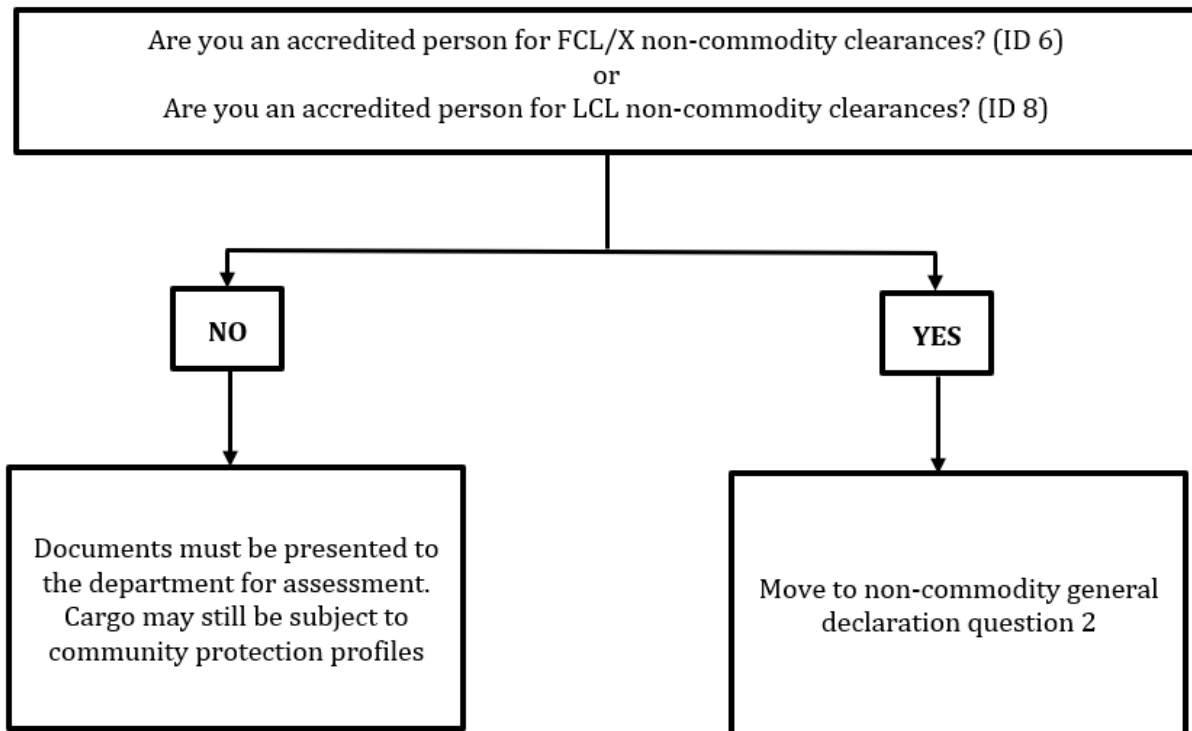 Are you an accredited person for FCL/X non-commodity clearances? (ID 6)
or
Are you an accredited person for LCL non-commodity clearances? (ID 8)
NO
YES
Documents must be presented to
the department for assessment.
Cargo may still be subject to
community protection profiles
Move to non-commodity general
declaration question 2